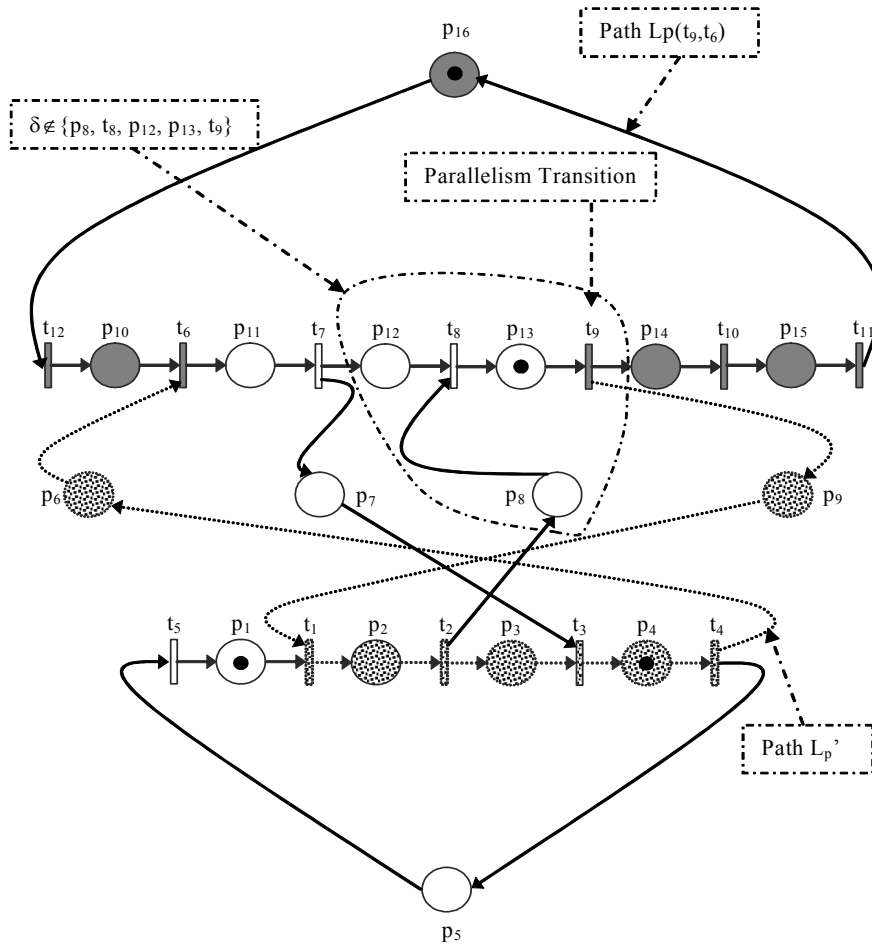 p16
Path Lp(t9,t6)
δ∉{p8, t8, p12, p13, t9}
Parallelism Transition
t12 p10 t6 p11 t7 p12 t8 p13 t9 p14 t10 p15 t11
p6 p7 p8 p9
t5 p1 t1 p2 t2 p3 t3 p4 t4
Path Lp’
p5